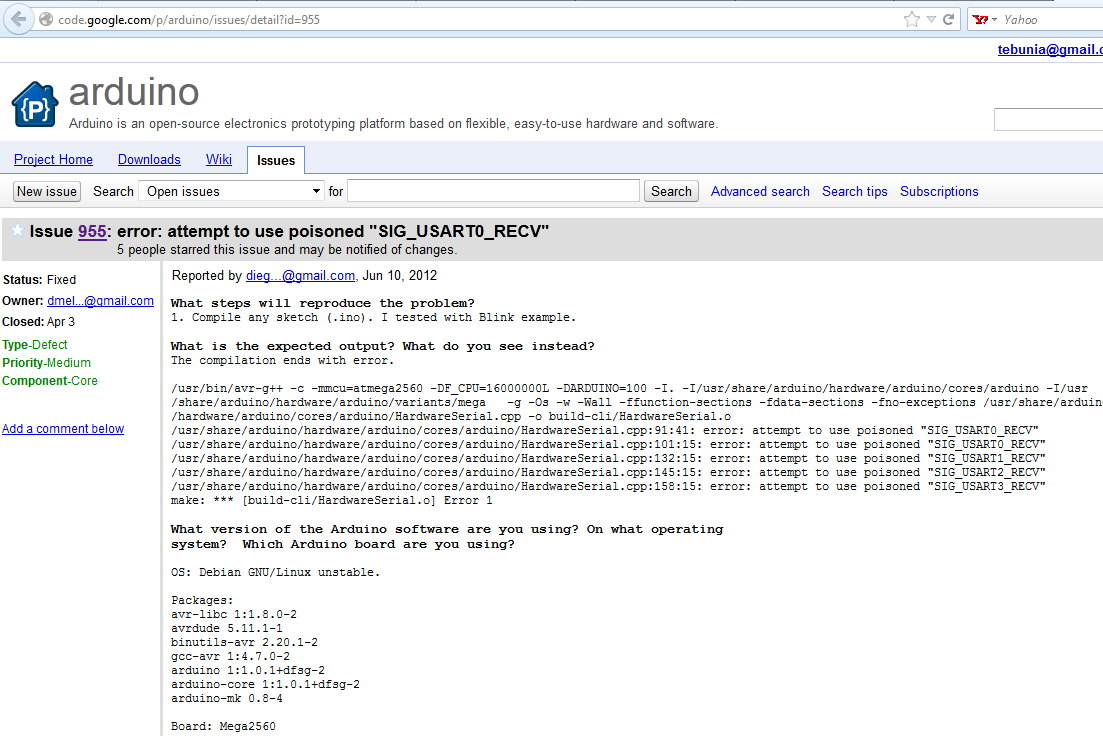 code.google.com/p/arduino/issues/detail?id=955
Yahoo
tebunia@gmail.c
arduino
{P}
Arduino is an open-source electronics prototyping platform based on flexible, easy-to-use hardware and software.
Project Home Downloads Wiki Issues
New issue Search Open issues for Search Advanced search Search tips Subscriptions
Issue 955: error: attempt to use poisoned "SIG_USART0_RECV"
5 people starred this issue and may be notified of changes.
Status: Fixed
Owner: dmel...@gmail.com
Closed: Apr 3
Type-Defect
Priority-Medium
Component-Core
Add a comment below
Reported by dieg...@gmail.com, Jun 10, 2012
What steps will reproduce the problem?
1. Compile any sketch (.ino). I tested with Blink example.
What is the expected output? What do you see instead?
The compilation ends with error.
/usr/bin/avr-g++ -c -mmcu=atmega2560 -DF_CPU=16000000L -DARDUINO=100 -I. -I/usr/share/arduino/hardware/arduino/cores/arduino -I/usr
/share/arduino/hardware/arduino/variants/mega   -g -Os -w -Wall -ffunction-sections -fdata-sections -fno-exceptions /usr/share/arduino
/hardware/arduino/cores/arduino/HardwareSerial.cpp -o build-cli/HardwareSerial.o
/usr/share/arduino/hardware/arduino/cores/arduino/HardwareSerial.cpp:91:41: error: attempt to use poisoned "SIG_USART0_RECV"
/usr/share/arduino/hardware/arduino/cores/arduino/HardwareSerial.cpp:101:15: error: attempt to use poisoned "SIG_USART0_RECV"
/usr/share/arduino/hardware/arduino/cores/arduino/HardwareSerial.cpp:132:15: error: attempt to use poisoned "SIG_USART1_RECV"
/usr/share/arduino/hardware/arduino/cores/arduino/HardwareSerial.cpp:145:15: error: attempt to use poisoned "SIG_USART2_RECV"
/usr/share/arduino/hardware/arduino/cores/arduino/HardwareSerial.cpp:158:15: error: attempt to use poisoned "SIG_USART3_RECV"
make: *** [build-cli/HardwareSerial.o] Error 1
What version of the Arduino software are you using? On what operating
system?  Which Arduino board are you using?
OS: Debian GNU/Linux unstable.
Packages:
avr-libc 1:1.8.0-2
avrdude 5.11.1-1
binutils-avr 2.20.1-2
gcc-avr 1:4.7.0-2
arduino 1:1.0.1+dfsg-2
arduino-core 1:1.0.1+dfsg-2
arduino-mk 0.8-4
Board: Mega2560